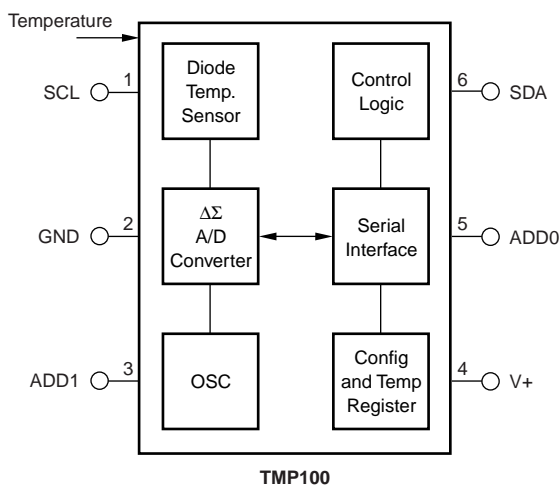 Temperature
SCL
1
Diode
Temp.
Sensor
Control
Logic
6
SDA
GND
2
ΔΣ
A/D
Converter
Serial
Interface
5
ADD0
ADD1
3
OSC
Config
and Temp
Register
4
V+
TMP100